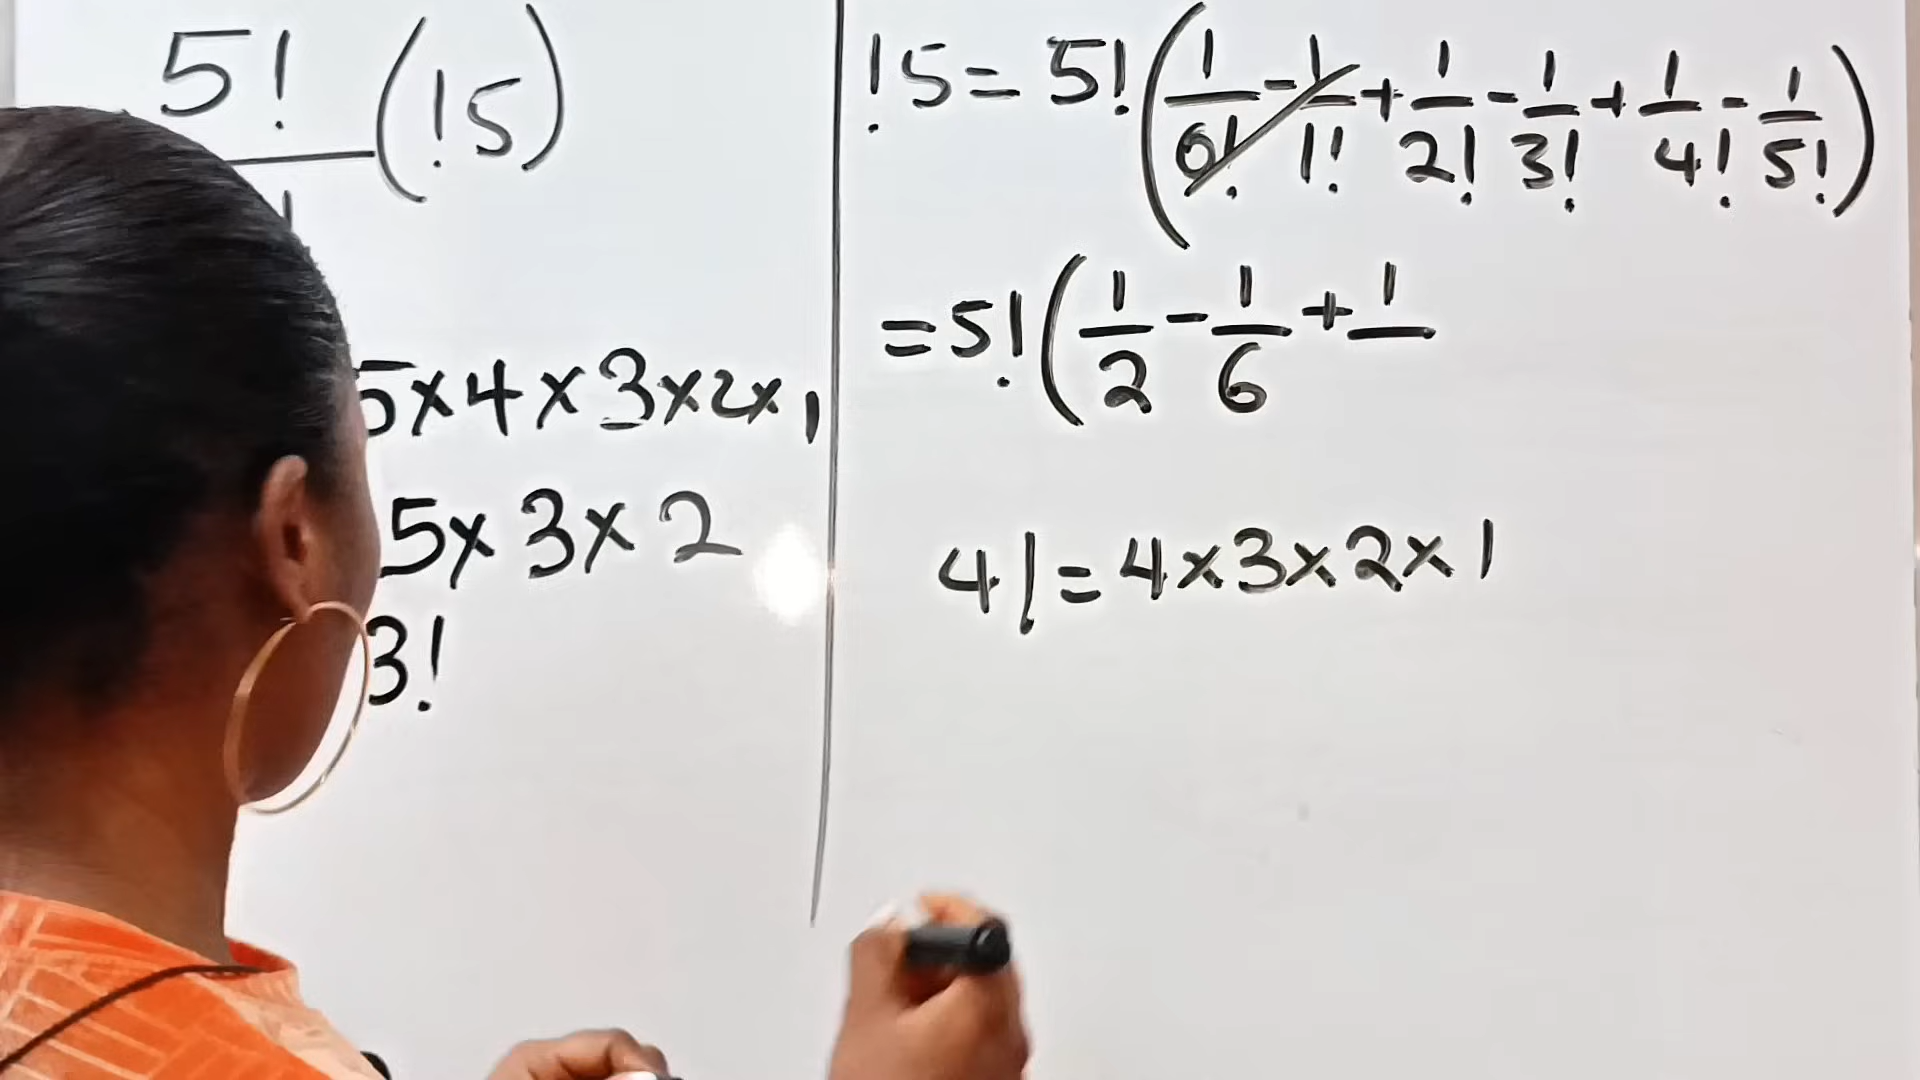 5! (!5)
!
5x4x3x2x1
5x3x2
3!
!5 = 5! (1/0! - 1/1! + 1/2! - 1/3! + 1/4! - 1/5!)
= 5! (1/2 - 1/6 + 1/
4! = 4x3x2x1